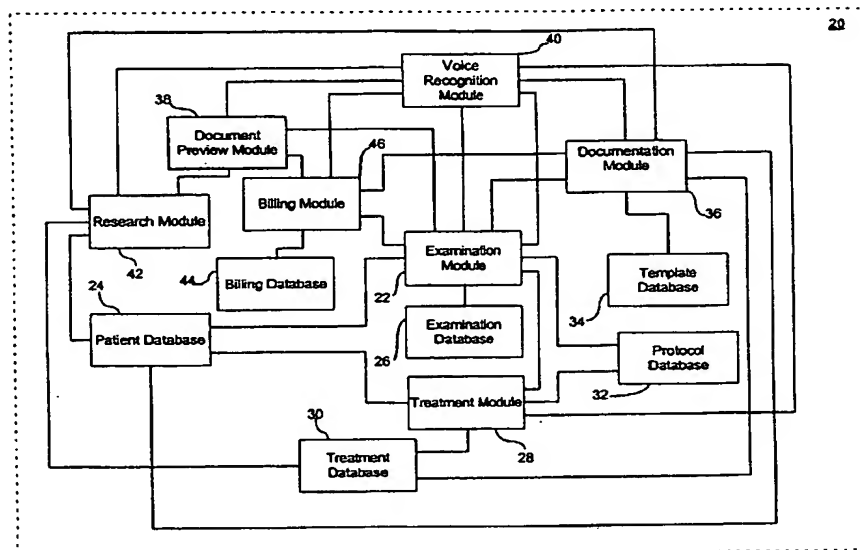 20
40
Voice
Recognition
Module
38
Document
Preview Module
46
Billing Module
Documentation
Module
36
Research Module
42
44
Billing Database
Examination
Module
22
Template
Database
34
24
Patient Database
26
Examination
Database
Protocol
Database
32
Treatment Module
28
30
Treatment
Database